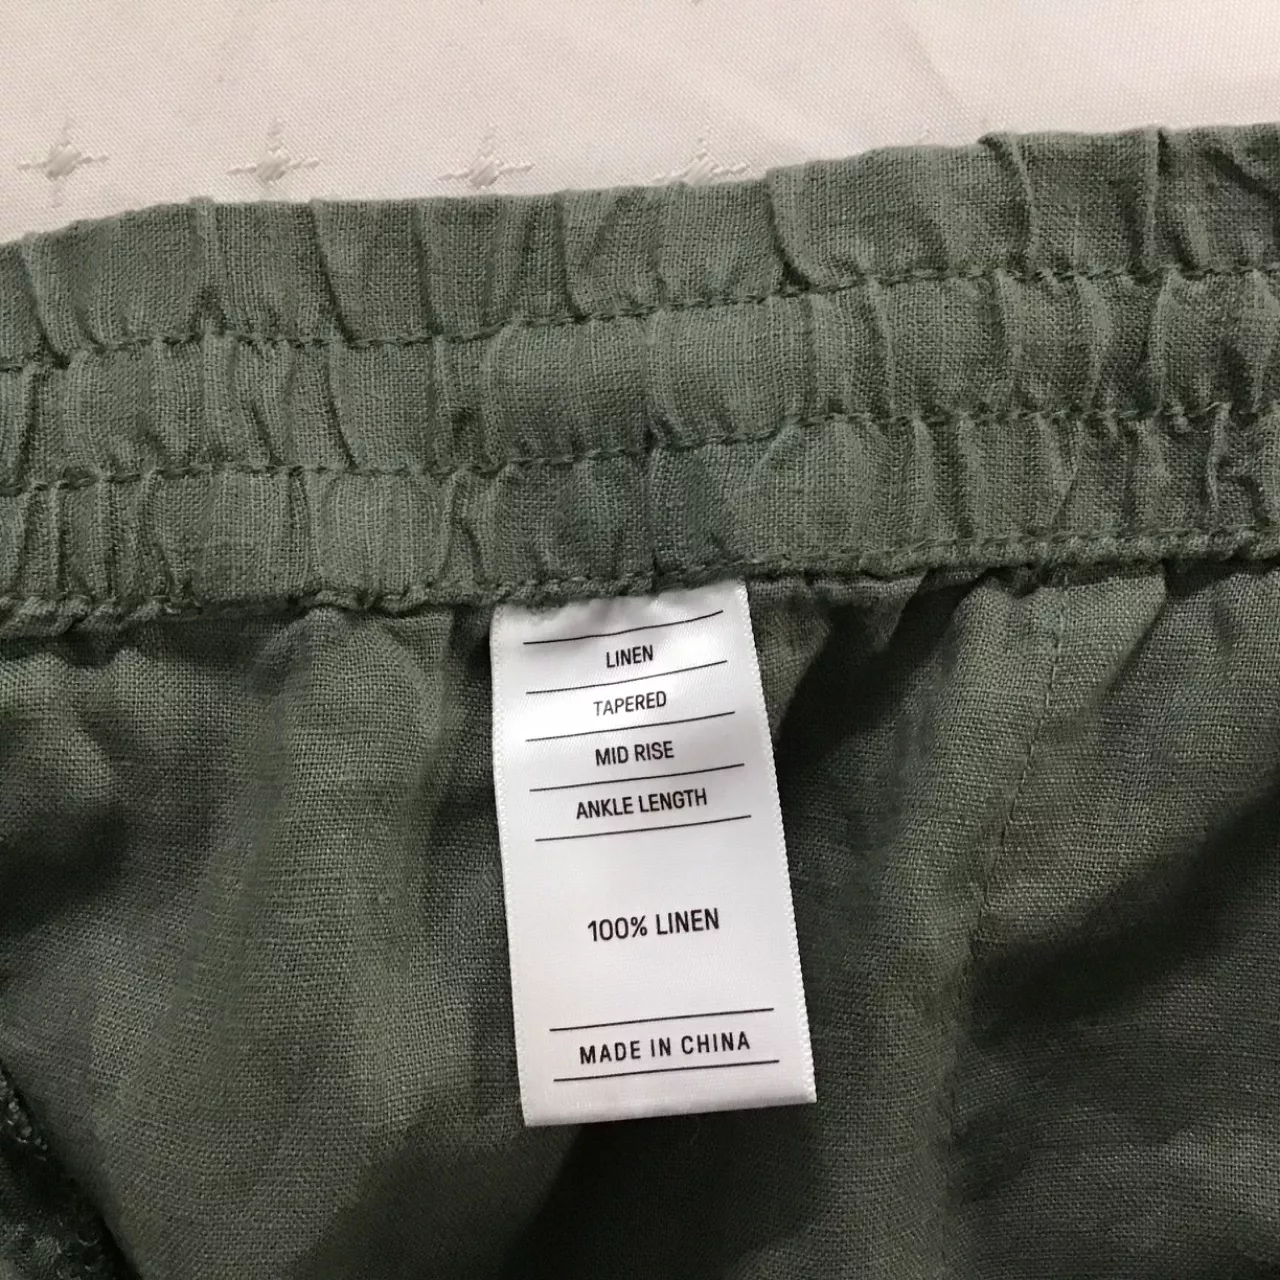 LINEN
TAPERED
MID RISE
ANKLE LENGTH
100% LINEN
MADE IN CHINA